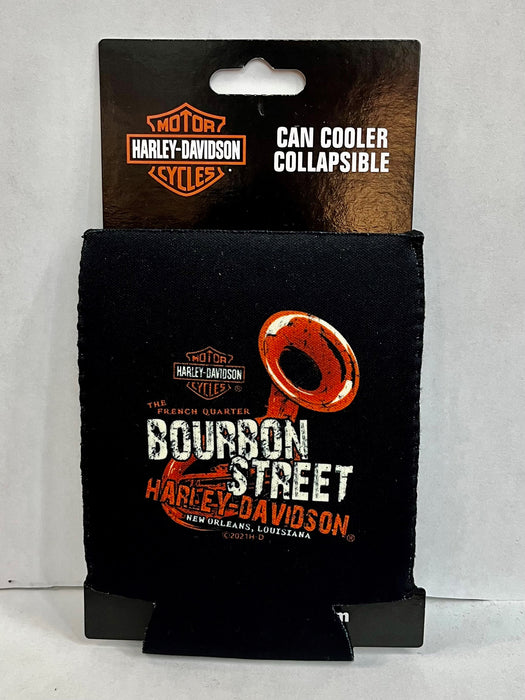 MOTOR
HARLEY-DAVIDSON
CYCLES
CAN COOLER
COLLAPSIBLE
MOTOR
HARLEY-DAVIDSON
CYCLES ®
THE
FRENCH QUARTER
BOURBON
STREET
HARLEY-DAVIDSON®
NEW ORLEANS, LOUISIANA
©2021 H-D
m